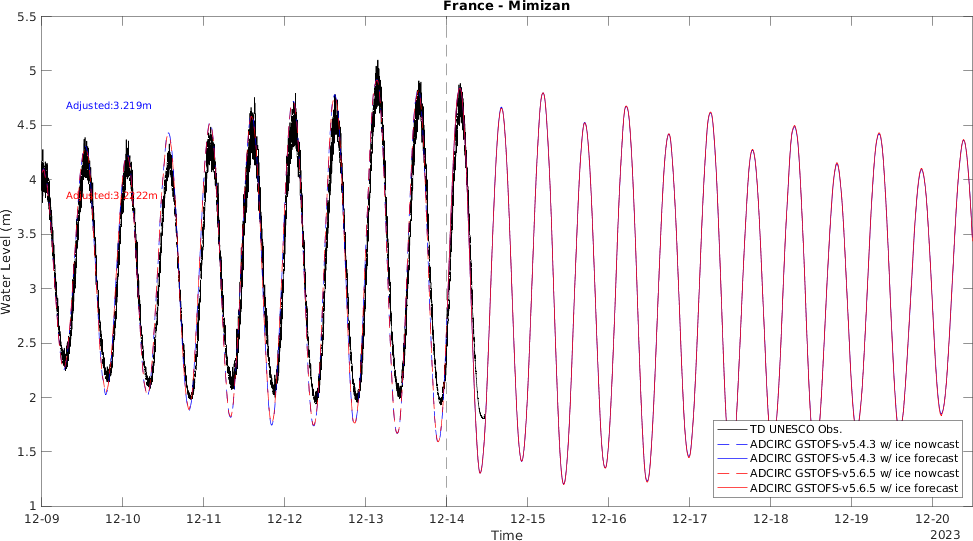 France - Mimizan
5.5
5
4.5
4
3.5
3
2.5
2
1.5
1
Water Level (m)
Adjusted:3.219m
Adjusted:3.2222m
TD UNESCO Obs.
ADCIRC GSTOFS-v5.4.3 w/ ice nowcast
ADCIRC GSTOFS-v5.4.3 w/ ice forecast
ADCIRC GSTOFS-v5.6.5 w/ ice nowcast
ADCIRC GSTOFS-v5.6.5 w/ ice forecast
12-09 12-10 12-11 12-12 12-13 12-14 12-15 12-16 12-17 12-18 12-19 12-20
2023
Time